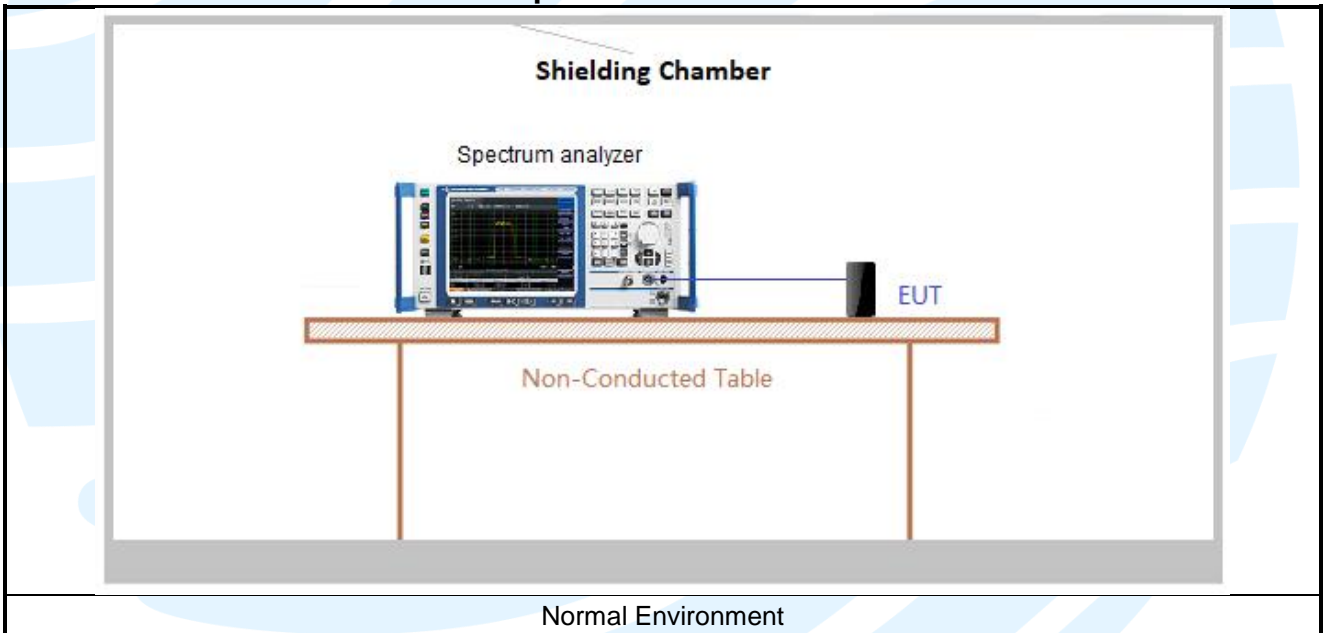 Shielding Chamber
Spectrum analyzer
EUT
Non-Conducted Table
Normal Environment